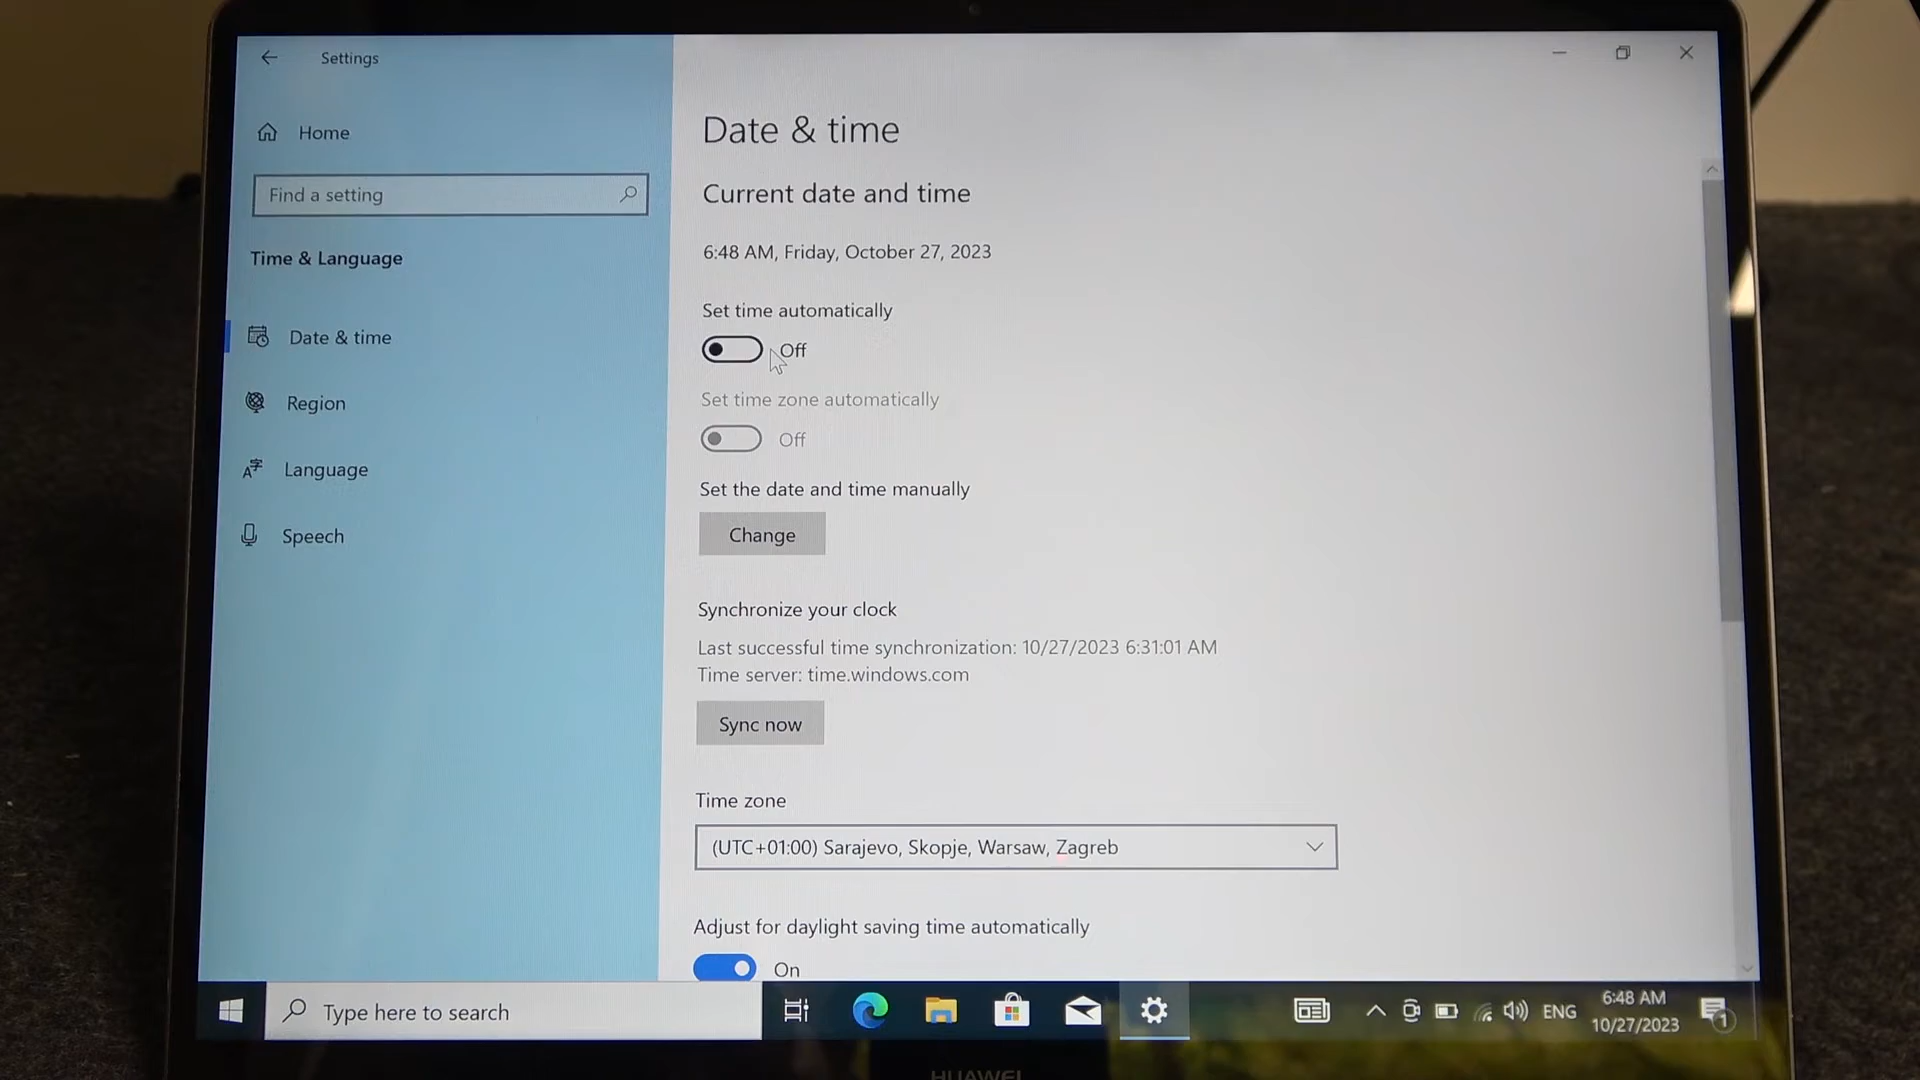 Settings
Home
Find a setting
Time & Language
Date & time
Region
Language
Speech
Date & time
Current date and time
6:48 AM, Friday, October 27, 2023
Set time automatically
Off
Set time zone automatically
Off
Set the date and time manually
Change
Synchronize your clock
Last successful time synchronization: 10/27/2023 6:31:01 AM
Time server: time.windows.com
Sync now
Time zone
(UTC+01:00) Sarajevo, Skopje, Warsaw, Zagreb
Adjust for daylight saving time automatically
On
Type here to search
ENG
6:48 AM
10/27/2023
1
HUAWEI